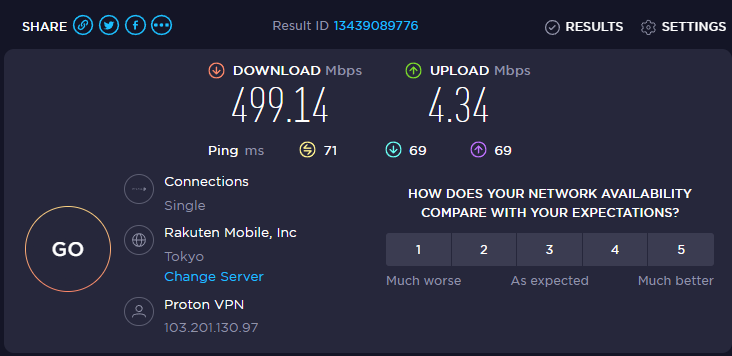 SHARE Result ID 13439089776 RESULTS SETTINGS
DOWNLOAD Mbps UPLOAD Mbps
499.14 4.34
Ping ms 71 69 69
Connections
Single
Rakuten Mobile, Inc
Tokyo
Change Server
Proton VPN
103.201.130.97
GO
HOW DOES YOUR NETWORK AVAILABILITY
COMPARE WITH YOUR EXPECTATIONS?
1 2 3 4 5
Much worse As expected Much better